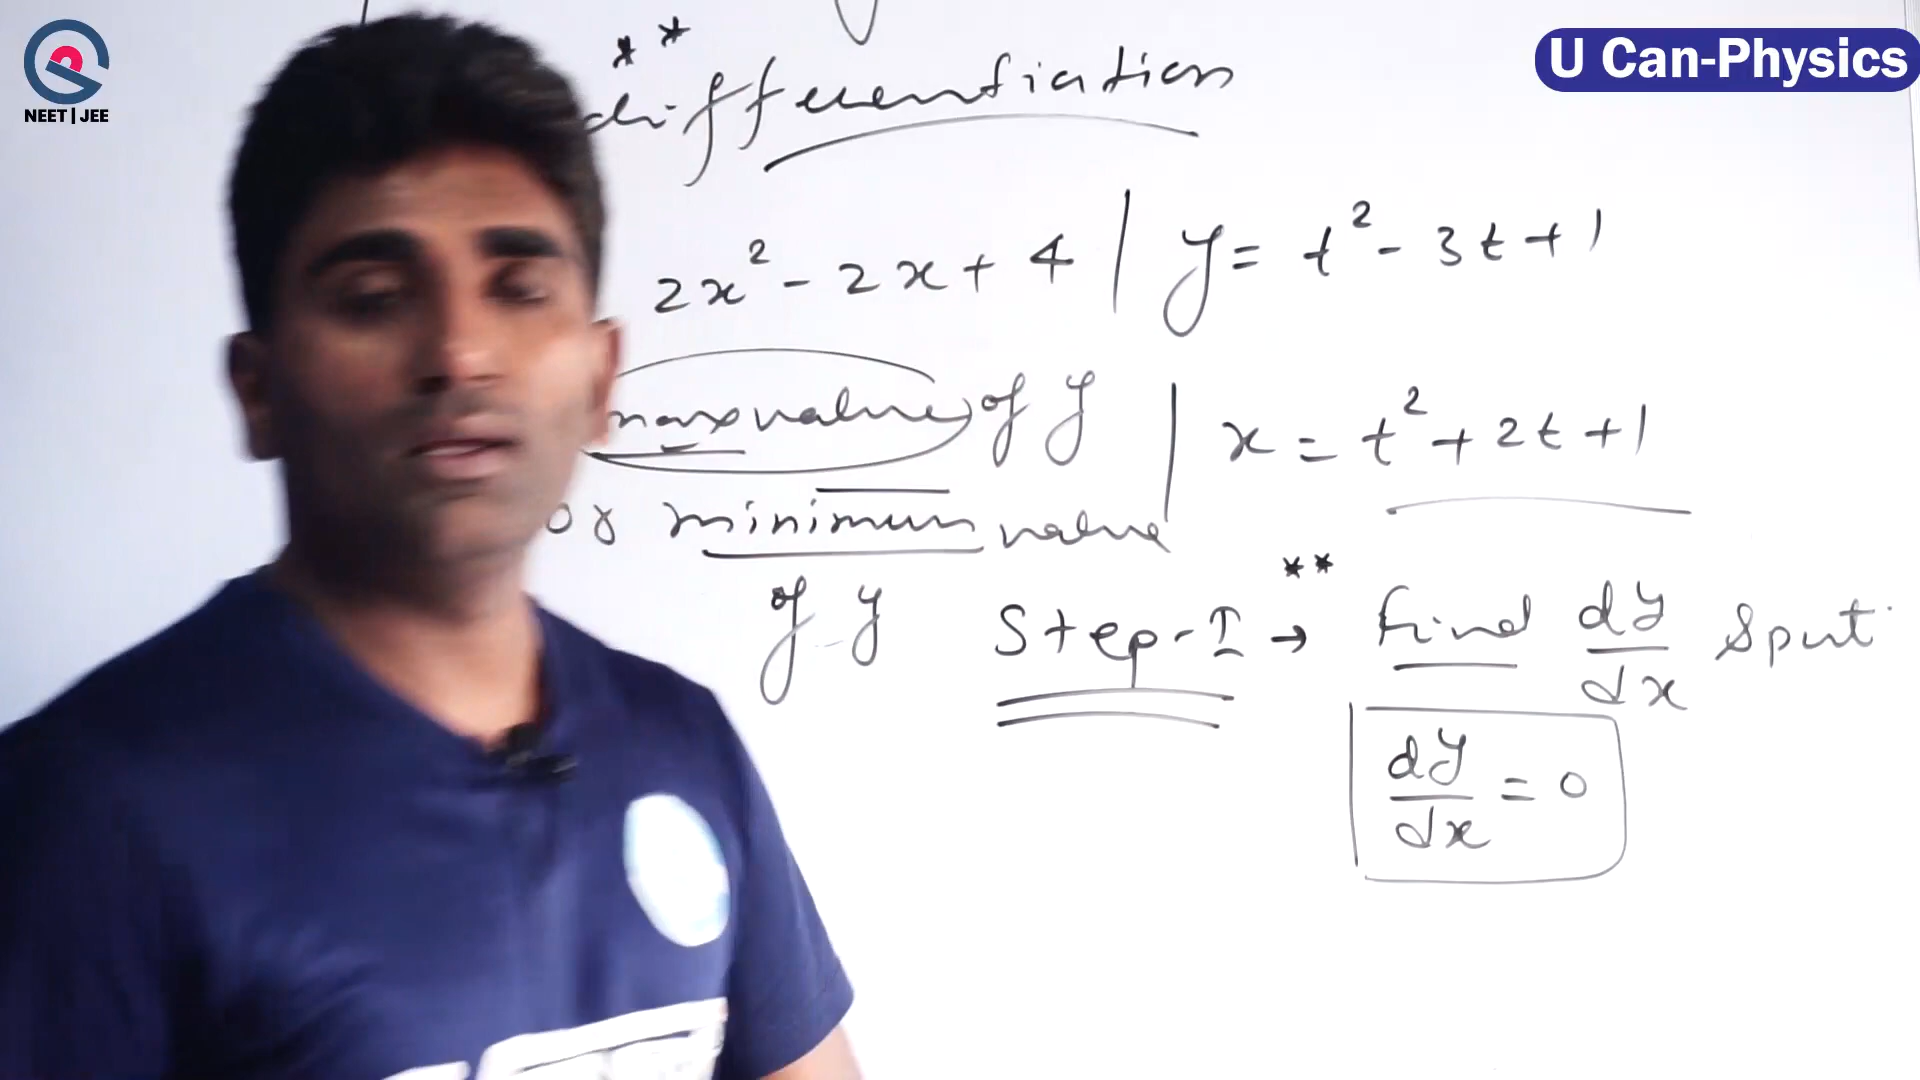 NEET|JEE
U Can-Physics
* *
differentiation
2x² - 2x + 4 | y = t² - 3t + 1
max value of y | x = t² + 2t + 1
or minimum value
of y Step-I → ** Find dy/dx & put
dy/dx = 0